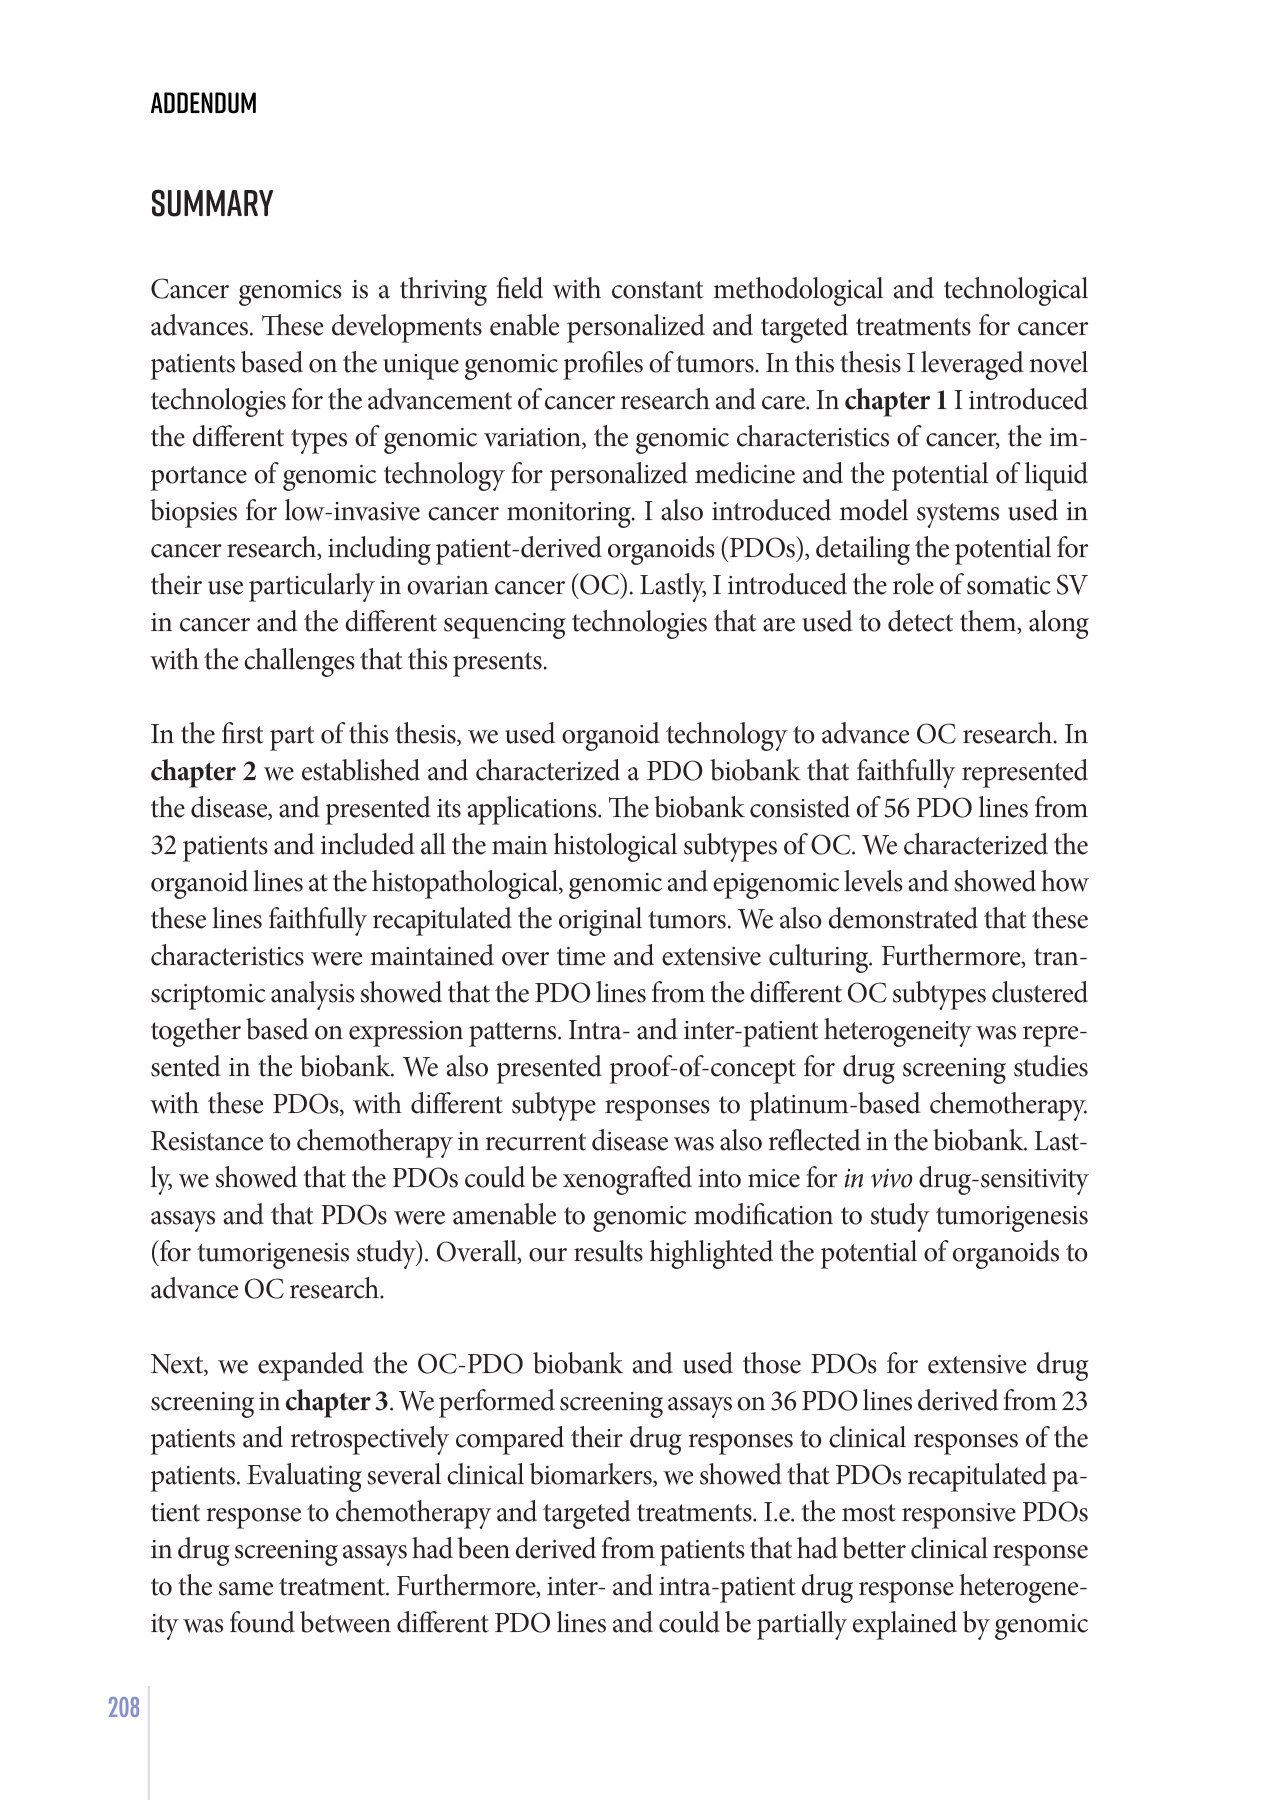 ADDENDUM
SUMMARY
Cancer genomics is a thriving field with constant methodological and technological
advances. These developments enable personalized and targeted treatments for cancer
patients based on the unique genomic profiles of tumors. In this thesis I leveraged novel
technologies for the advancement of cancer research and care. In chapter 1 I introduced
the different types of genomic variation, the genomic characteristics of cancer, the im-
portance of genomic technology for personalized medicine and the potential of liquid
biopsies for low-invasive cancer monitoring. I also introduced model systems used in
cancer research, including patient-derived organoids (PDOs), detailing the potential for
their use particularly in ovarian cancer (OC). Lastly, I introduced the role of somatic SV
in cancer and the different sequencing technologies that are used to detect them, along
with the challenges that this presents.
In the first part of this thesis, we used organoid technology to advance OC research. In
chapter 2 we established and characterized a PDO biobank that faithfully represented
the disease, and presented its applications. The biobank consisted of 56 PDO lines from
32 patients and included all the main histological subtypes of OC. We characterized the
organoid lines at the histopathological, genomic and epigenomic levels and showed how
these lines faithfully recapitulated the original tumors. We also demonstrated that these
characteristics were maintained over time and extensive culturing. Furthermore, tran-
scriptomic analysis showed that the PDO lines from the different OC subtypes clustered
together based on expression patterns. Intra- and inter-patient heterogeneity was repre-
sented in the biobank. We also presented proof-of-concept for drug screening studies
with these PDOs, with different subtype responses to platinum-based chemotherapy.
Resistance to chemotherapy in recurrent disease was also reflected in the biobank. Last-
ly, we showed that the PDOs could be xenografted into mice for in vivo drug-sensitivity
assays and that PDOs were amenable to genomic modification to study tumorigenesis
(for tumorigenesis study). Overall, our results highlighted the potential of organoids to
advance OC research.
Next, we expanded the OC-PDO biobank and used those PDOs for extensive drug
screening in chapter 3. We performed screening assays on 36 PDO lines derived from 23
patients and retrospectively compared their drug responses to clinical responses of the
patients. Evaluating several clinical biomarkers, we showed that PDOs recapitulated pa-
tient response to chemotherapy and targeted treatments. I.e. the most responsive PDOs
in drug screening assays had been derived from patients that had better clinical response
to the same treatment. Furthermore, inter- and intra-patient drug response heterogene-
ity was found between different PDO lines and could be partially explained by genomic
208